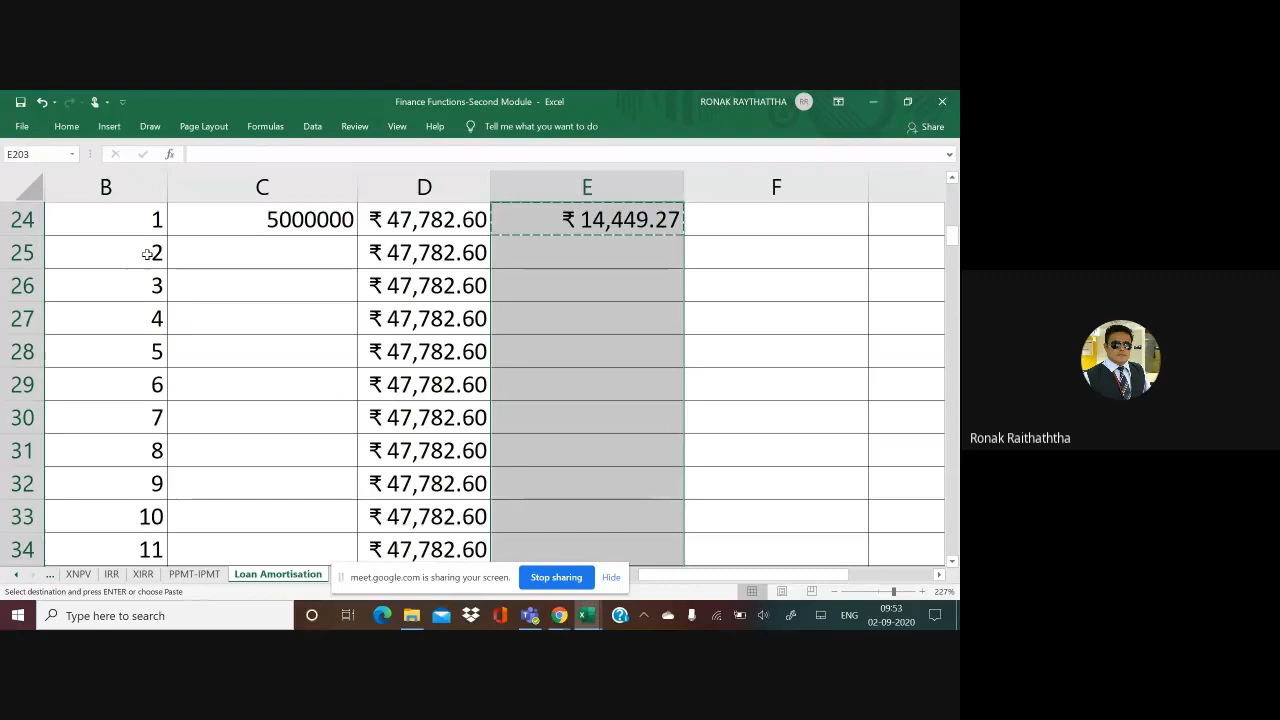 Finance Functions-Second Module - Excel
RONAK RAYTHATTHA RR
File Home Insert Draw Page Layout Formulas Data Review View Help Tell me what you want to do Share
E203 fx
B C D E F
24 1 5000000 ₹ 47,782.60 ₹ 14,449.27
25 2 ₹ 47,782.60
26 3 ₹ 47,782.60
27 4 ₹ 47,782.60
28 5 ₹ 47,782.60
29 6 ₹ 47,782.60
30 7 ₹ 47,782.60
31 8 ₹ 47,782.60
32 9 ₹ 47,782.60
33 10 ₹ 47,782.60
34 11 ₹ 47,782.60
... XNPV IRR XIRR PPMT-IPMT Loan Amortisation
meet.google.com is sharing your screen. Stop sharing Hide
Select destination and press ENTER or choose Paste 227%
Type here to search ENG 09:53
02-09-2020
Ronak Raithaththa